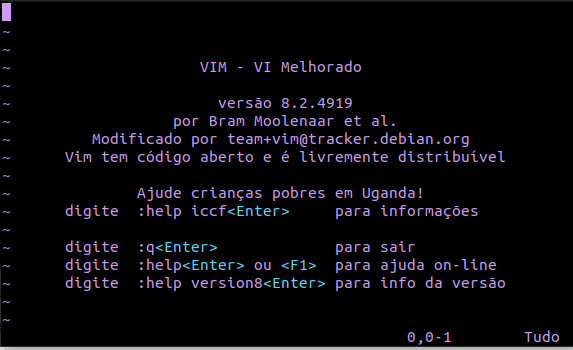 ~
~
~
VIM - VI Melhorado
~
~
versão 8.2.4919
~
por Bram Moolenaar et al.
~
Modificado por team+vim@tracker.debian.org
~
Vim tem código aberto e é livremente distribuível
~
~
Ajude crianças pobres em Uganda!
~
digite :help iccf<Enter> para informações
~
~
digite :q<Enter> para sair
~
digite :help<Enter> ou <F1> para ajuda on-line
~
digite :help version8<Enter> para info da versão
~
~
0,0-1 Tudo